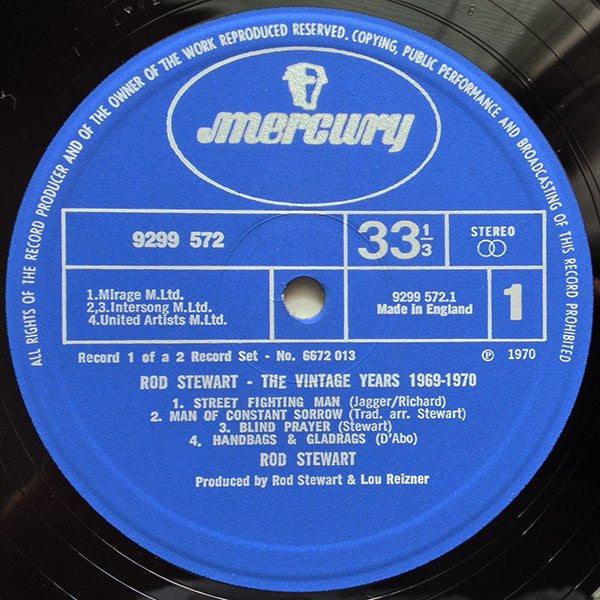 ALL RIGHTS OF THE RECORD PRODUCER AND OF THE OWNER OF THE WORK REPRODUCED RESERVED. COPYING, PUBLIC PERFORMANCE AND BROADCASTING OF THIS RECORD PROHIBITED
mercury
9299 572
33 1/3
STEREO
1.Mirage M.Ltd.
2,3.Intersong M.Ltd.
4.United Artists M.Ltd.
9299 572.1
Made in England
1
Record 1 of a 2 Record Set - No. 6672 013
Ⓟ 1970
ROD STEWART - THE VINTAGE YEARS 1969-1970
1. STREET FIGHTING MAN (Jagger/Richard)
2. MAN OF CONSTANT SORROW (Trad. arr. Stewart)
3. BLIND PRAYER (Stewart)
4. HANDBAGS & GLADRAGS (D'Abo)
ROD STEWART
Produced by Rod Stewart & Lou Reizner